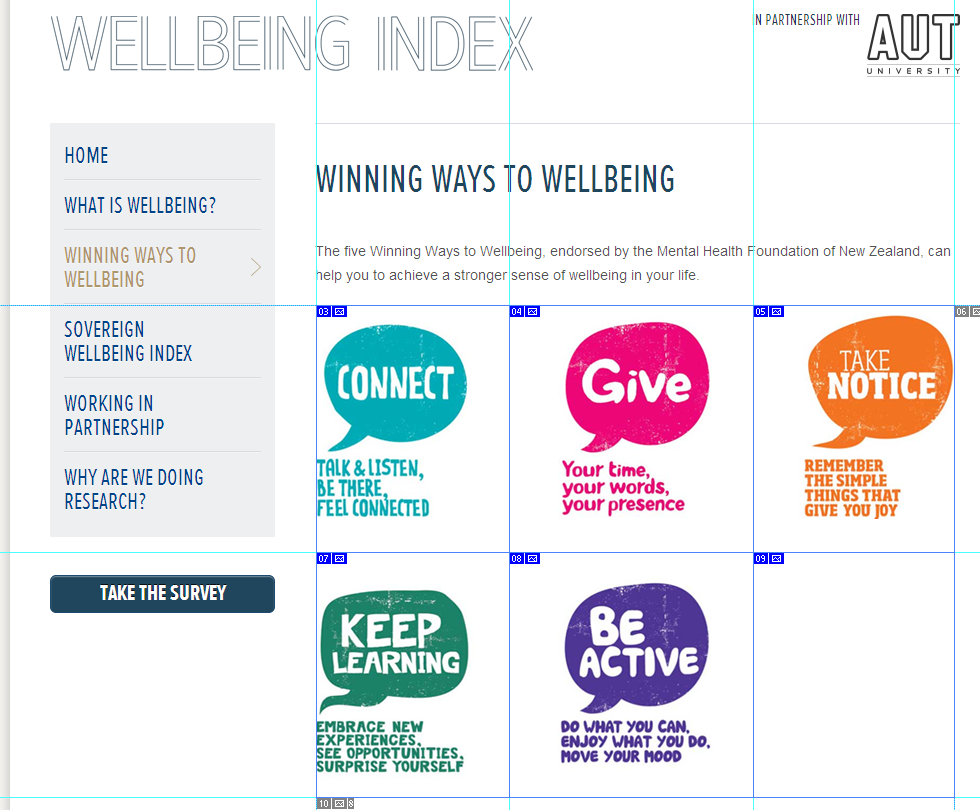 WELLBEING INDEX
IN PARTNERSHIP WITH
AUT
UNIVERSITY
HOME
WHAT IS WELLBEING?
WINNING WAYS TO
WELLBEING
SOVEREIGN
WELLBEING INDEX
WORKING IN
PARTNERSHIP
WHY ARE WE DOING
RESEARCH?
TAKE THE SURVEY
WINNING WAYS TO WELLBEING
The five Winning Ways to Wellbeing, endorsed by the Mental Health Foundation of New Zealand, can
help you to achieve a stronger sense of wellbeing in your life.
03
04
05
06
CONNECT
TALK & LISTEN,
BE THERE,
FEEL CONNECTED
Give
Your time,
your words,
your presence
TAKE
NOTICE
REMEMBER
THE SIMPLE
THINGS THAT
GIVE YOU JOY
07
08
09
KEEP
LEARNING
EMBRACE NEW
EXPERIENCES,
SEE OPPORTUNITIES,
SURPRISE YOURSELF
BE
ACTIVE
DO WHAT YOU CAN,
ENJOY WHAT YOU DO,
MOVE YOUR MOOD
10 8